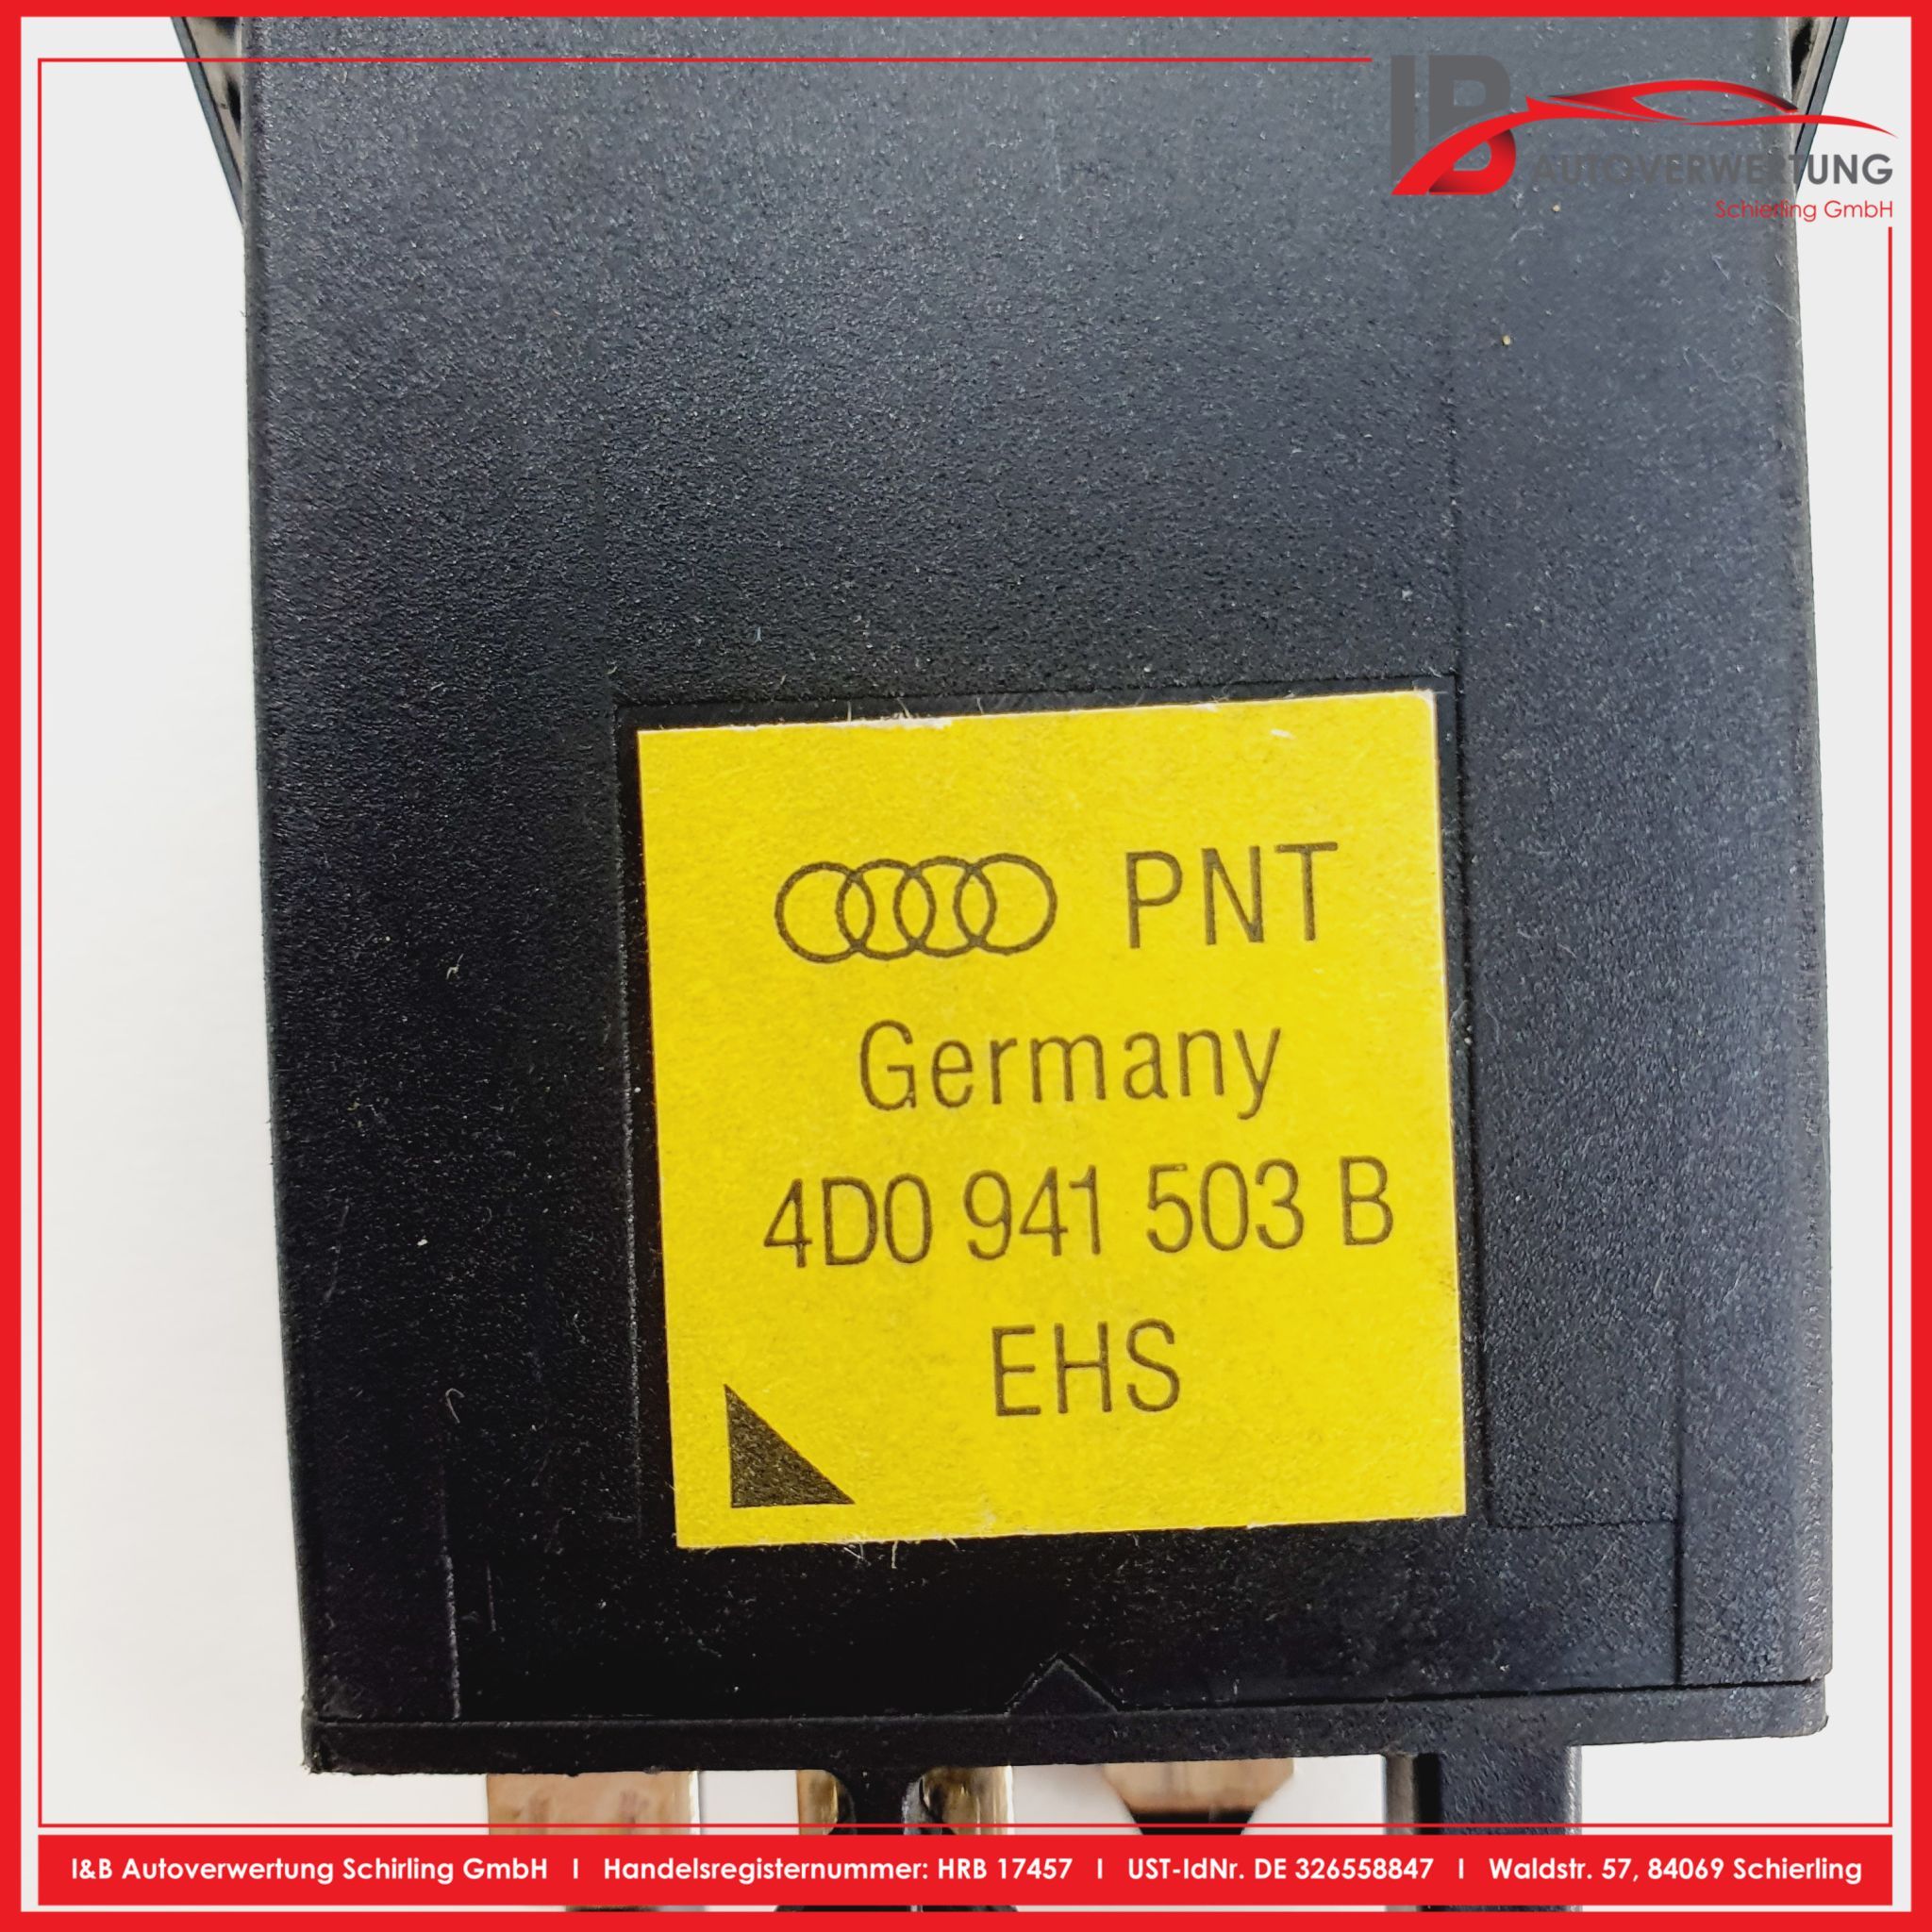 IB
AUTOVERWERTUNG
Schierling GmbH
PNT
Germany
4D0 941 503 B
EHS
I&B Autoverwertung Schirling GmbH I Handelsregisternummer: HRB 17457 I UST-IdNr. DE 326558847 I Waldstr. 57, 84069 Schierling